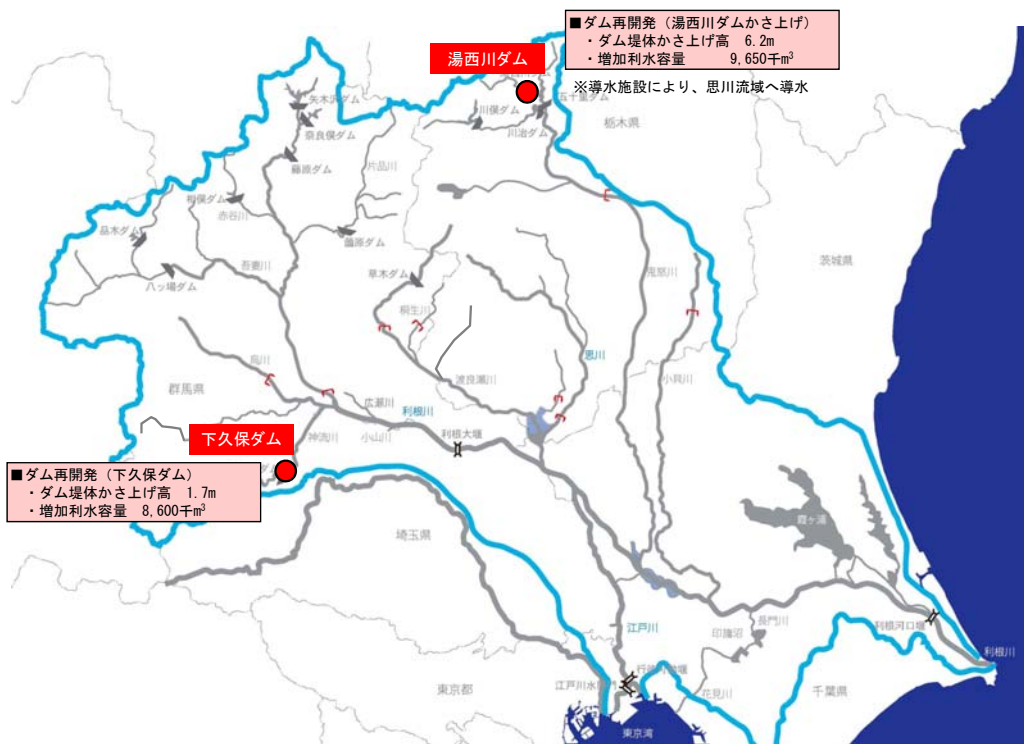 ■ダム再開発（湯西川ダムかさ上げ）
・ダム堤体かさ上げ高　6.2m
・増加利水容量　9,650千m³
※導水施設により、思川流域へ導水
湯西川ダム
五十里ダム
川俣ダム
川治ダム
栃木県
矢木沢ダム
奈良俣ダム
藤原ダム
片品川
相俣ダム
赤谷川
薗原ダム
品木ダム
吾妻川
八ッ場ダム
草木ダム
桐生川
鬼怒川
茨城県
思川
小貝川
渡良瀬川
烏川
群馬県
広瀬川
利根川
利根大堰
小山川
神流川
下久保ダム
■ダム再開発（下久保ダム）
・ダム堤体かさ上げ高　1.7m
・増加利水容量　8,600千m³
埼玉県
霞ヶ浦
江戸川
印旛沼
長門川
利根河口堰
利根川
東京都
江戸川水閘門
花見川
千葉県
東京湾